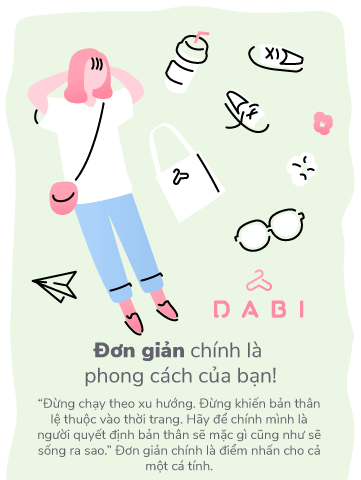 DABI
Đơn giản chính là
phong cách của bạn!
“Đừng chạy theo xu hướng. Đừng khiến bản thân
lệ thuộc vào thời trang. Hãy để chính mình là
người quyết định bản thân sẽ mặc gì cũng như sẽ
sống ra sao.” Đơn giản chính là điểm nhấn cho cả
một cá tính.